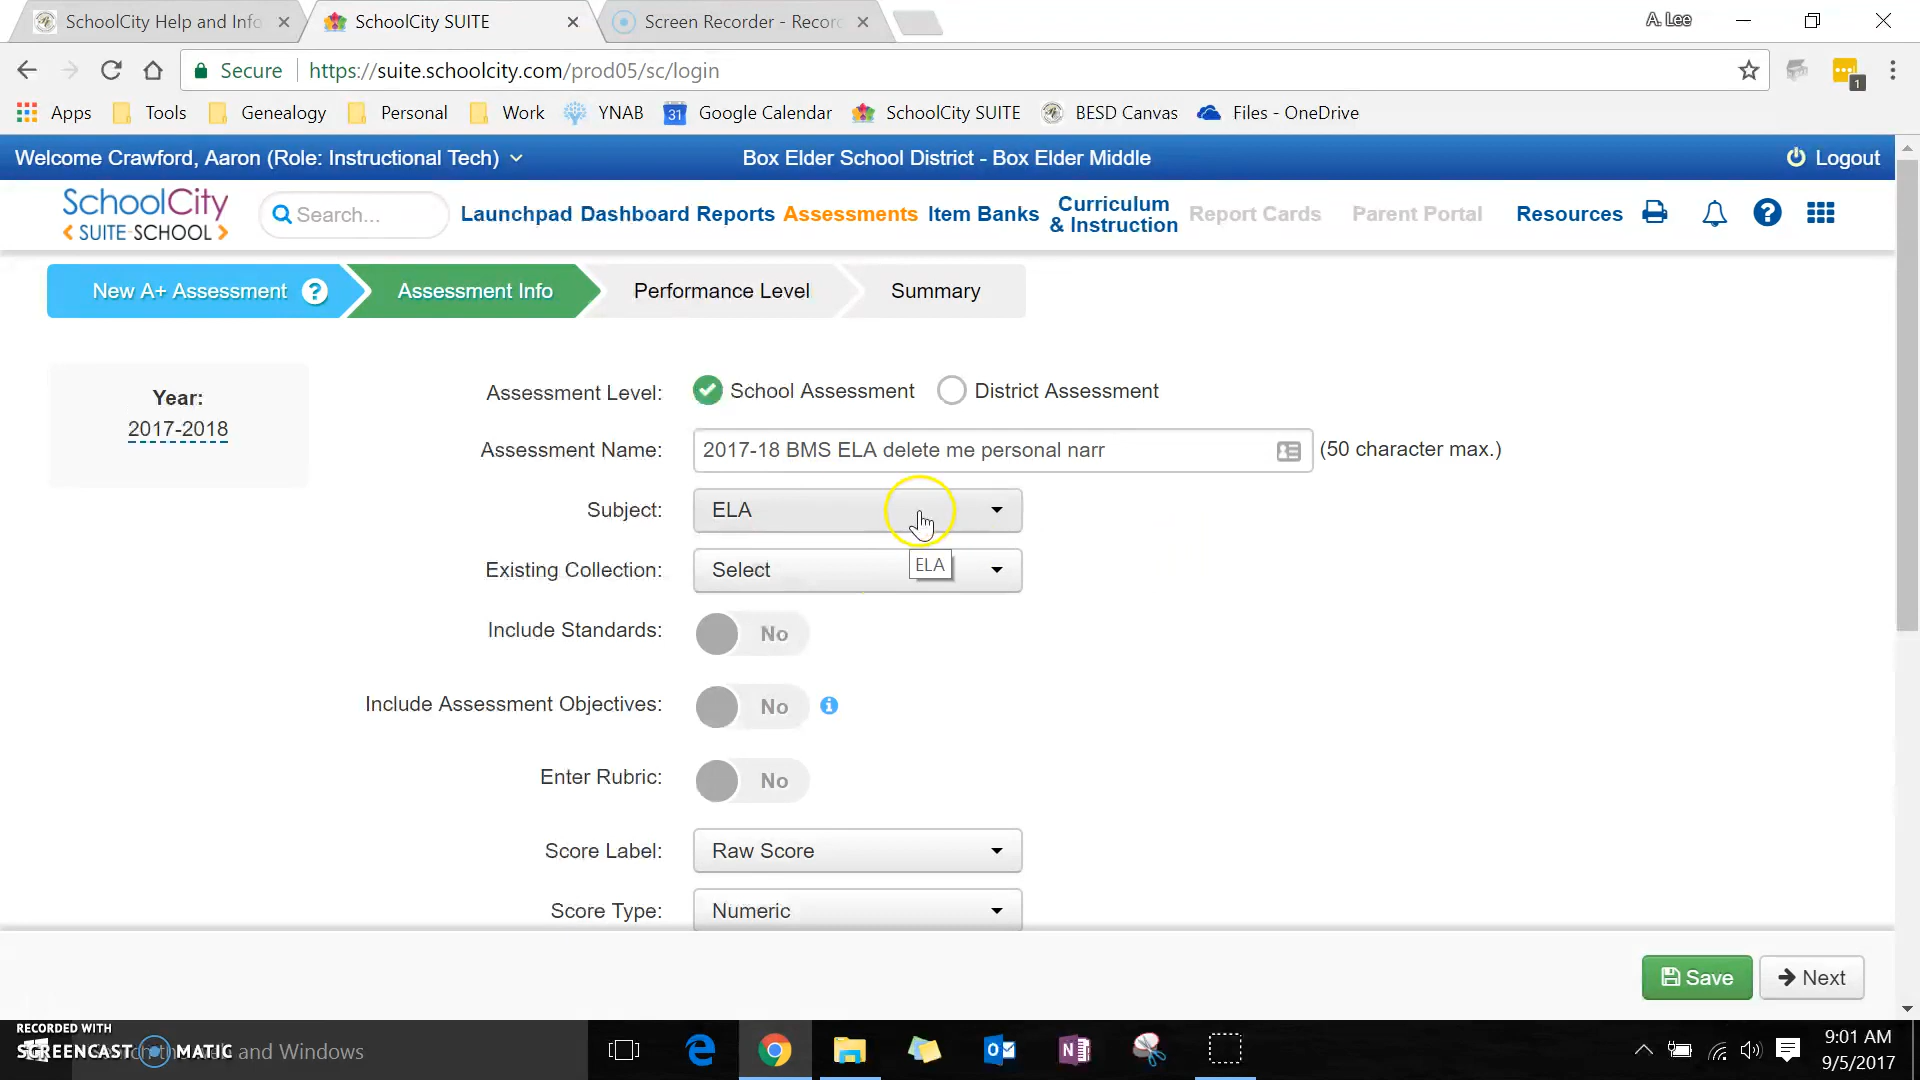 SchoolCity Help and Info
SchoolCity SUITE
Screen Recorder - Recor
A. Lee
Secure
https://suite.schoolcity.com/prod05/sc/login
1
Apps
Tools
Genealogy
Personal
Work
YNAB
31
Google Calendar
SchoolCity SUITE
BESD Canvas
Files - OneDrive
Welcome Crawford, Aaron (Role: Instructional Tech)
Box Elder School District - Box Elder Middle
Logout
SchoolCity
SUITE-SCHOOL
Search...
Launchpad
Dashboard
Reports
Assessments
Item Banks
Curriculum
& Instruction
Report Cards
Parent Portal
Resources
?
New A+ Assessment ?
Assessment Info
Performance Level
Summary
Year:
2017-2018
Assessment Level:
School Assessment
District Assessment
Assessment Name:
2017-18 BMS ELA delete me personal narr
(50 character max.)
Subject:
ELA
Existing Collection:
Select
ELA
Include Standards:
No
Include Assessment Objectives:
No
i
Enter Rubric:
No
Score Label:
Raw Score
Score Type:
Numeric
Save
Next
RECORDED WITH
SCREENCAST MATIC
and Windows
9:01 AM
9/5/2017